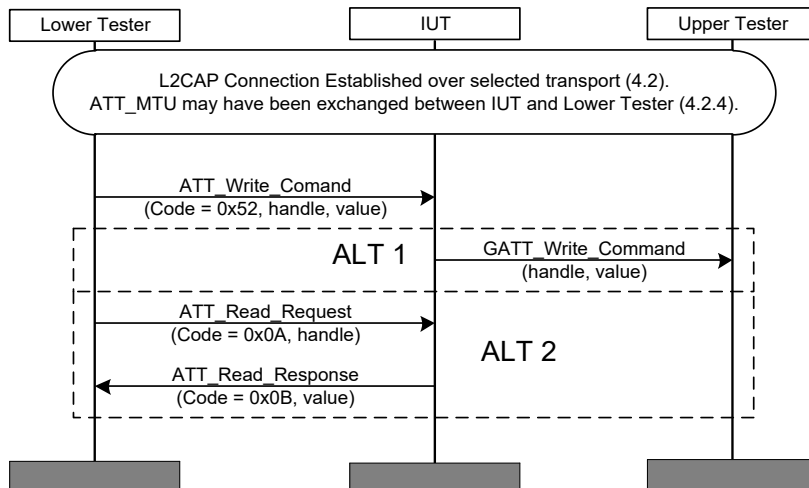 Lower Tester
IUT
Upper Tester
L2CAP Connection Established over selected transport (4.2).
ATT_MTU may have been exchanged between IUT and Lower Tester (4.2.4).
ATT_Write_Comand
(Code = 0x52, handle, value)
ALT 1
GATT_Write_Command
(handle, value)
ATT_Read_Request
(Code = 0x0A, handle)
ALT 2
ATT_Read_Response
(Code = 0x0B, value)